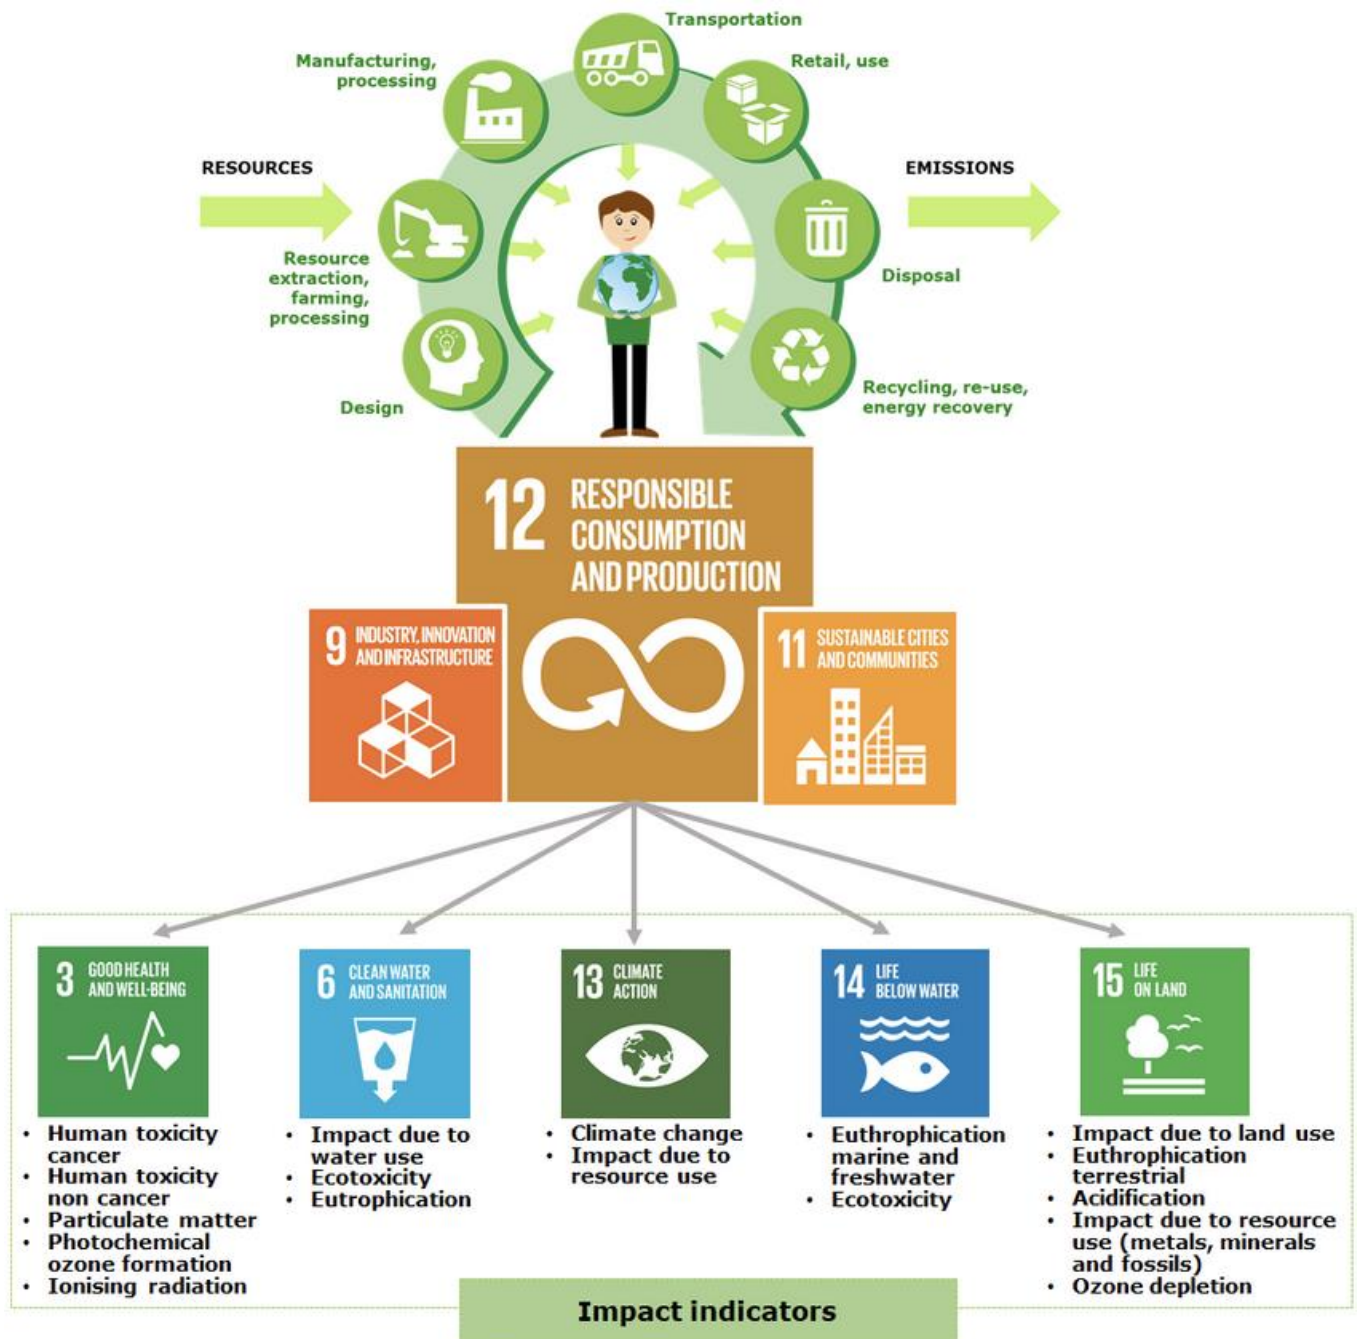 Transportation
Manufacturing,
processing
Retail, use
RESOURCES
EMISSIONS
Resource
extraction,
farming,
processing
Disposal
Design
Recycling, re-use,
energy recovery
12 RESPONSIBLE
CONSUMPTION
AND PRODUCTION
9 INDUSTRY, INNOVATION
AND INFRASTRUCTURE
11 SUSTAINABLE CITIES
AND COMMUNITIES
3 GOOD HEALTH
AND WELL-BEING
• Human toxicity
cancer
• Human toxicity
non cancer
• Particulate matter
• Photochemical
ozone formation
• Ionising radiation
6 CLEAN WATER
AND SANITATION
• Impact due to
water use
• Ecotoxicity
• Eutrophication
13 CLIMATE
ACTION
• Climate change
• Impact due to
resource use
14 LIFE
BELOW WATER
• Euthrophication
marine and
freshwater
• Ecotoxicity
15 LIFE
ON LAND
• Impact due to land use
• Euthrophication
terrestrial
• Acidification
• Impact due to resource
use (metals, minerals
and fossils)
• Ozone depletion
Impact indicators